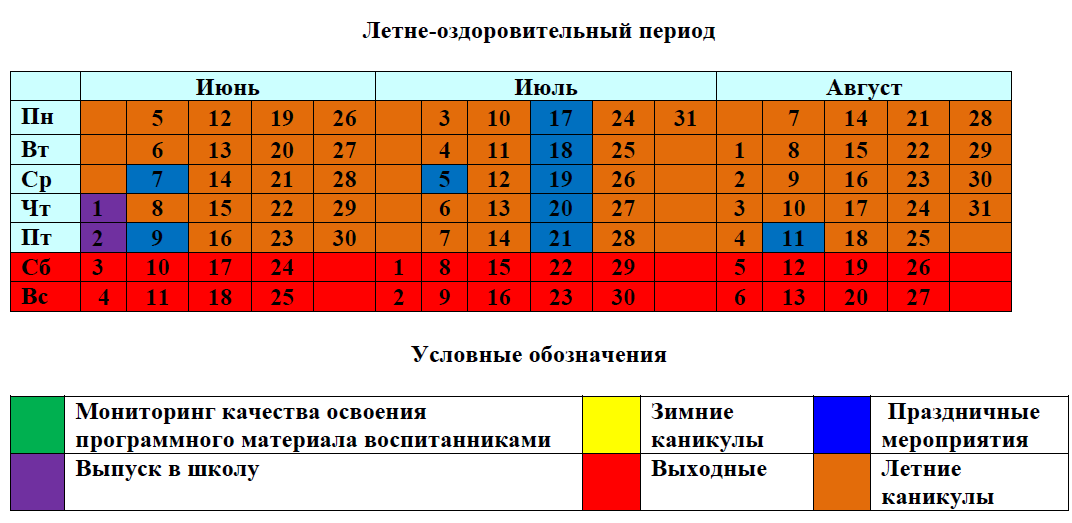 Летне-оздоровительный период
Июнь Июль Август
Пн 5 12 19 26 3 10 17 24 31 7 14 21 28
Вт 6 13 20 27 4 11 18 25 1 8 15 22 29
Ср 7 14 21 28 5 12 19 26 2 9 16 23 30
Чт 1 8 15 22 29 6 13 20 27 3 10 17 24 31
Пт 2 9 16 23 30 7 14 21 28 4 11 18 25
Сб 3 10 17 24 1 8 15 22 29 5 12 19 26
Вс 4 11 18 25 2 9 16 23 30 6 13 20 27
Условные обозначения
Мониторинг качества освоения
программного материала воспитанниками
Зимние
каникулы
Праздничные
мероприятия
Выпуск в школу
Выходные
Летние
каникулы